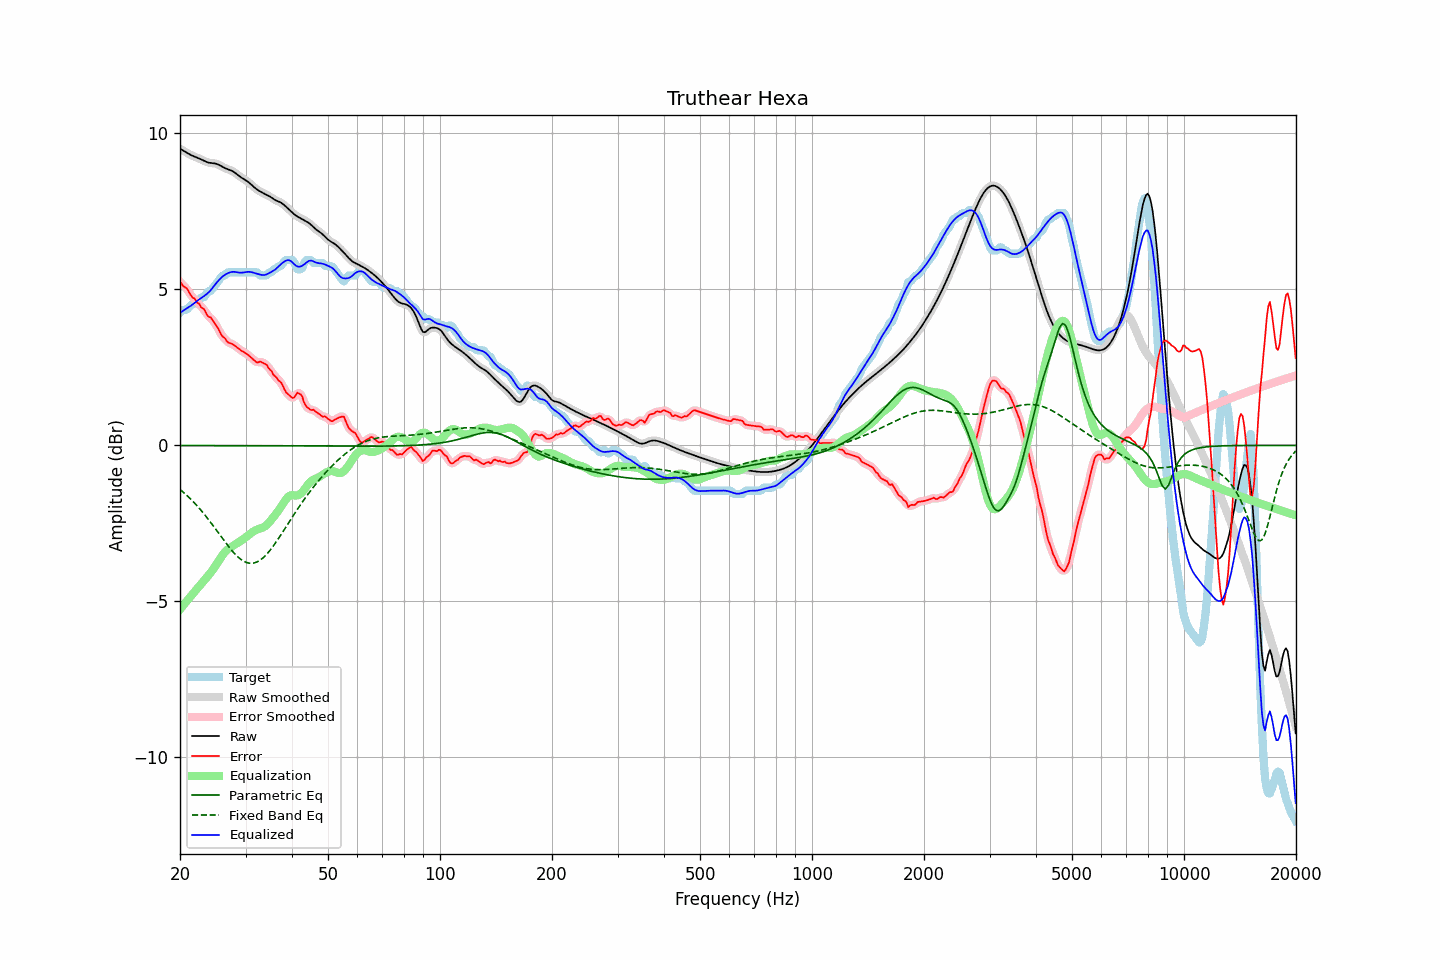 Truthear Hexa
Amplitude (dBr)
10
5
0
−5
−10
Target
Raw Smoothed
Error Smoothed
Raw
Error
Equalization
Parametric Eq
Fixed Band Eq
Equalized
20 50 100 200 500 1000 2000 5000 10000 20000
Frequency (Hz)